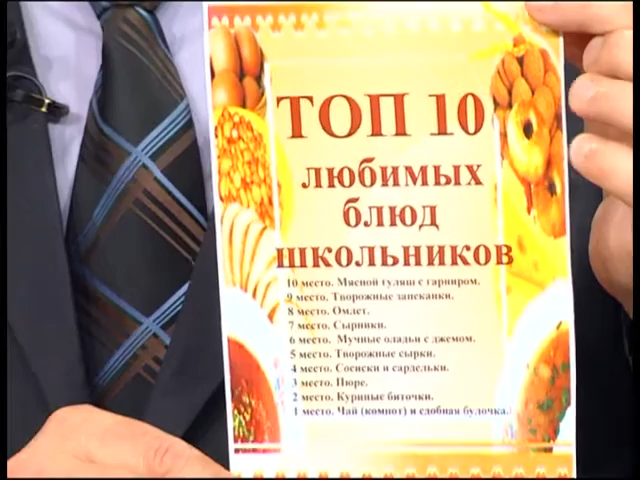 ТОП 10
любимых
блюд
школьников
10 место. Мясной гуляш с гарниром.
9 место. Творожные запеканки.
8 место. Омлет.
7 место. Сырники.
6 место. Мучные оладьи с джемом.
5 место. Творожные сырки.
4 место. Сосиски и сардельки.
3 место. Пюре.
2 место. Куриные биточки.
1 место. Чай (компот) и сдобная булочка.